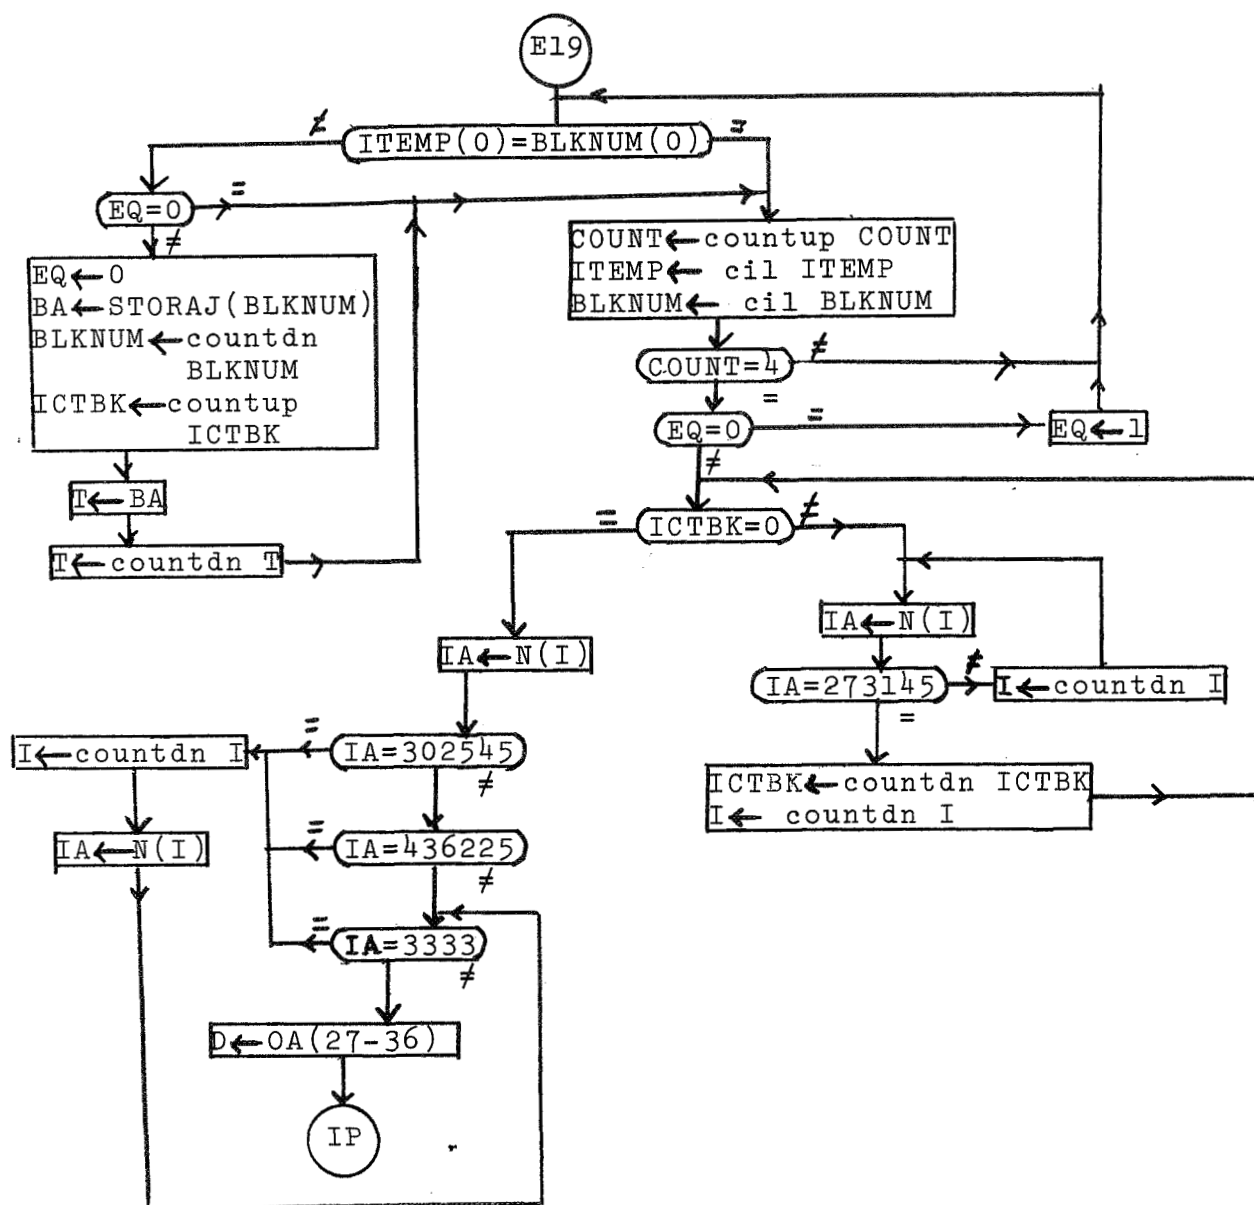 E19
≠
ITEMP(0)=BLKNUM(0)
=
EQ=0
=
≠
EQ←0
BA←STORAJ(BLKNUM)
BLKNUM←countdn
BLKNUM
ICTBK←countup
ICTBK
T←BA
T←countdn T
COUNT←countup COUNT
ITEMP← cil ITEMP
BLKNUM← cil BLKNUM
COUNT=4
≠
=
EQ=0
=
≠
EQ←1
=
ICTBK=0
≠
IA←N(I)
IA=273145
≠
=
I←countdn I
ICTBK←countdn ICTBK
I← countdn I
IA←N(I)
I←countdn I
=
IA=302545
≠
IA←N(I)
=
IA=436225
≠
=
IA=3333
≠
D←OA(27-36)
IP